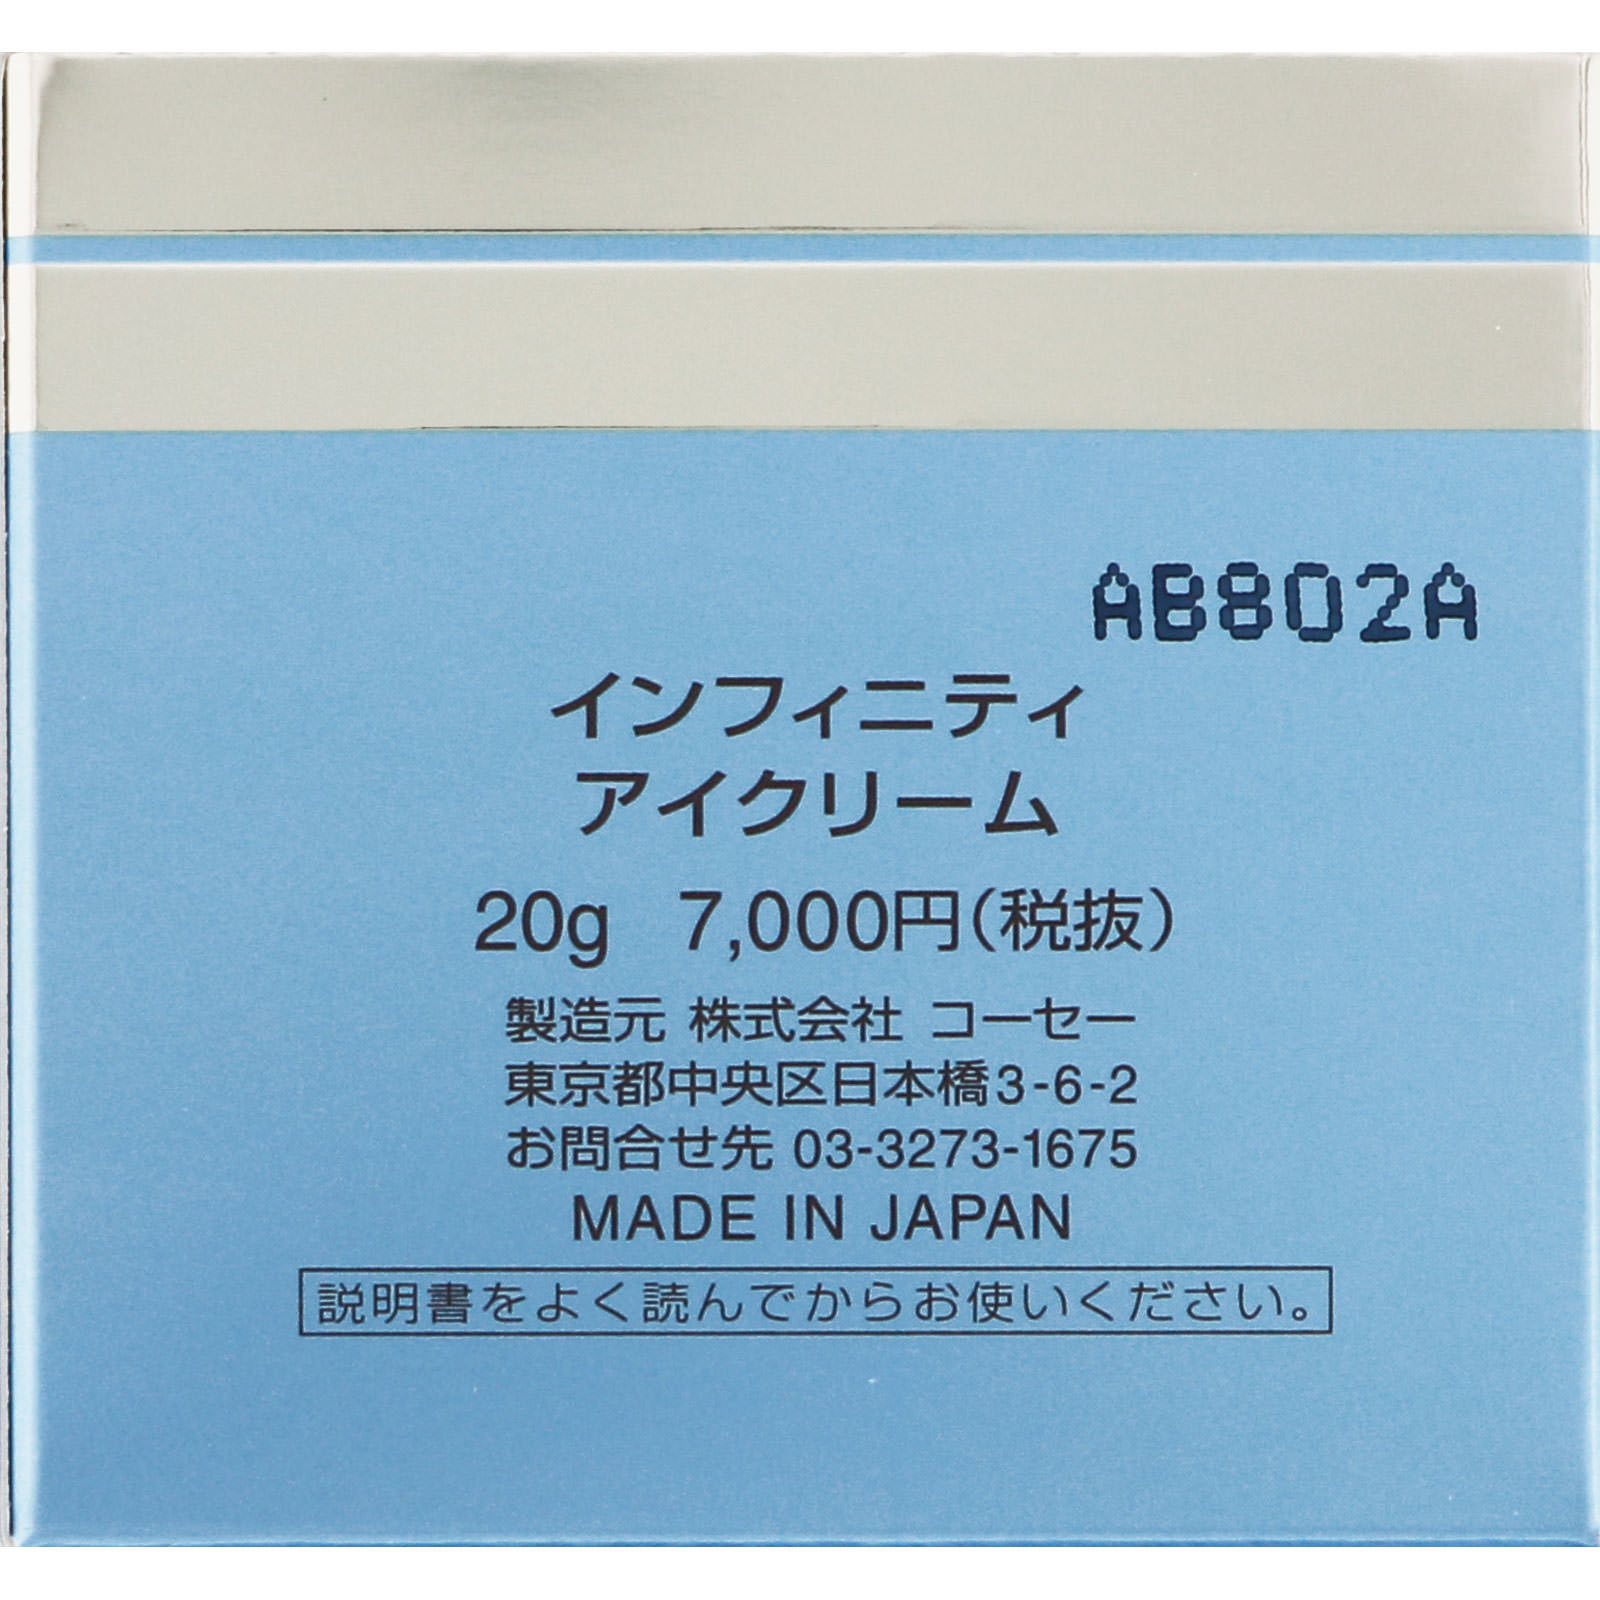 AB802A
インフィニティ
アイクリーム
20g 7,000円(税抜)
製造元 株式会社 コーセー
東京都中央区日本橋3-6-2
お問合せ先 03-3273-1675
MADE IN JAPAN
説明書をよく読んでからお使いください。